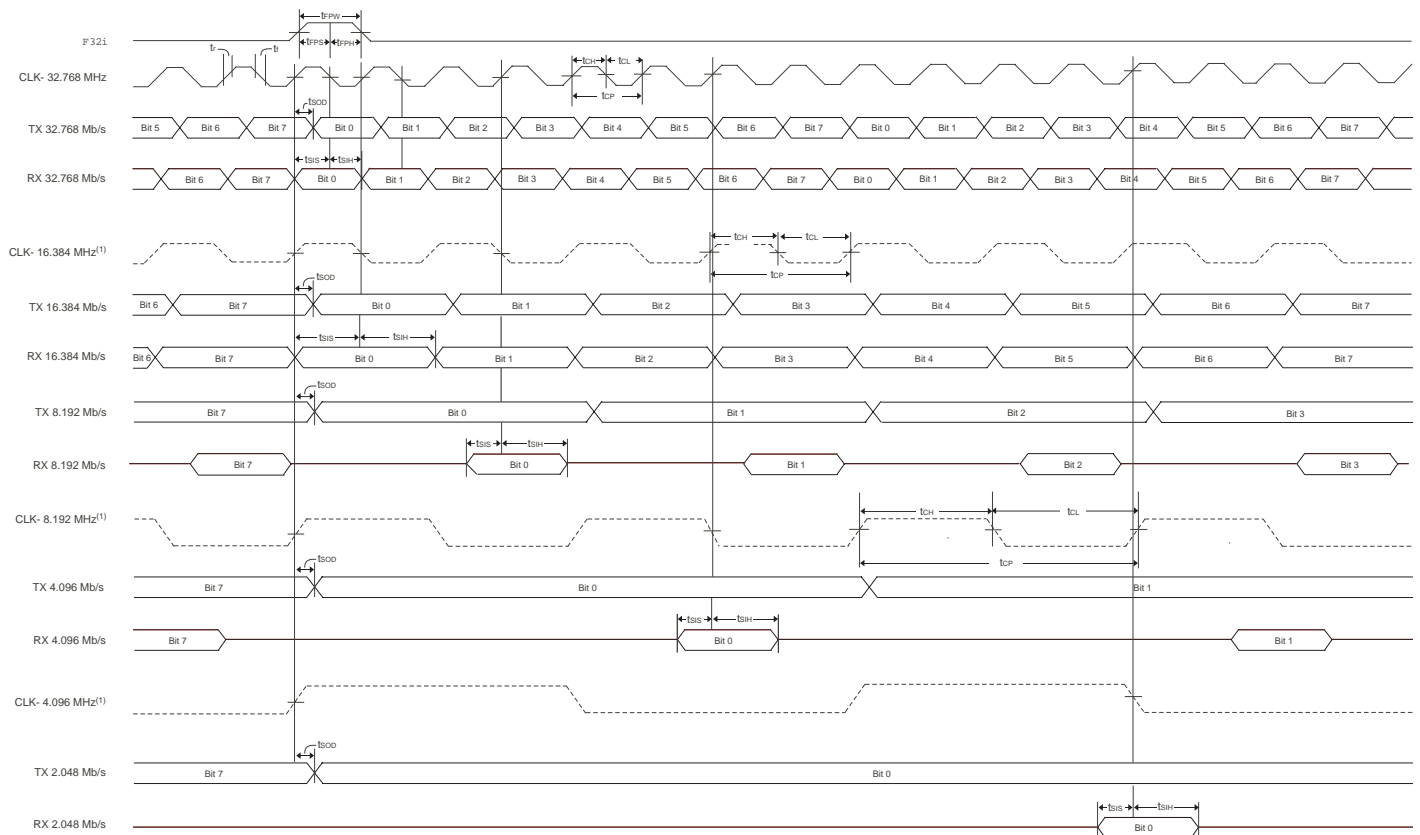 tFPW
F32i
tFPS tFPH
tr tf
tCH tCL
CLK- 32.768 MHz
tCP
tSOD
TX 32.768 Mb/s Bit 5 Bit 6 Bit 7 Bit 0 Bit 1 Bit 2 Bit 3 Bit 4 Bit 5 Bit 6 Bit 7 Bit 0 Bit 1 Bit 2 Bit 3 Bit 4 Bit 5 Bit 6 Bit 7
tSIS tSIH
RX 32.768 Mb/s Bit 6 Bit 7 Bit 0 Bit 1 Bit 2 Bit 3 Bit 4 Bit 5 Bit 6 Bit 7 Bit 0 Bit 1 Bit 2 Bit 3 Bit 4 Bit 5 Bit 6 Bit 7
tCH tCL
CLK- 16.384 MHz(1)
tCP
tSOD
TX 16.384 Mb/s Bit 6 Bit 7 Bit 0 Bit 1 Bit 2 Bit 3 Bit 4 Bit 5 Bit 6 Bit 7
tSIS tSIH
RX 16.384 Mb/s Bit 6 Bit 7 Bit 0 Bit 1 Bit 2 Bit 3 Bit 4 Bit 5 Bit 6 Bit 7
tSOD
TX 8.192 Mb/s Bit 7 Bit 0 Bit 1 Bit 2 Bit 3
tSIS tSIH
RX 8.192 Mb/s Bit 7 Bit 0 Bit 1 Bit 2 Bit 3
tCH tCL
CLK- 8.192 MHz(1)
tCP
tSOD
TX 4.096 Mb/s Bit 7 Bit 0 Bit 1
tSIS tSIH
RX 4.096 Mb/s Bit 7 Bit 0 Bit 1
CLK- 4.096 MHz(1)
tSOD
TX 2.048 Mb/s Bit 7 Bit 0
tSIS tSIH
RX 2.048 Mb/s Bit 0